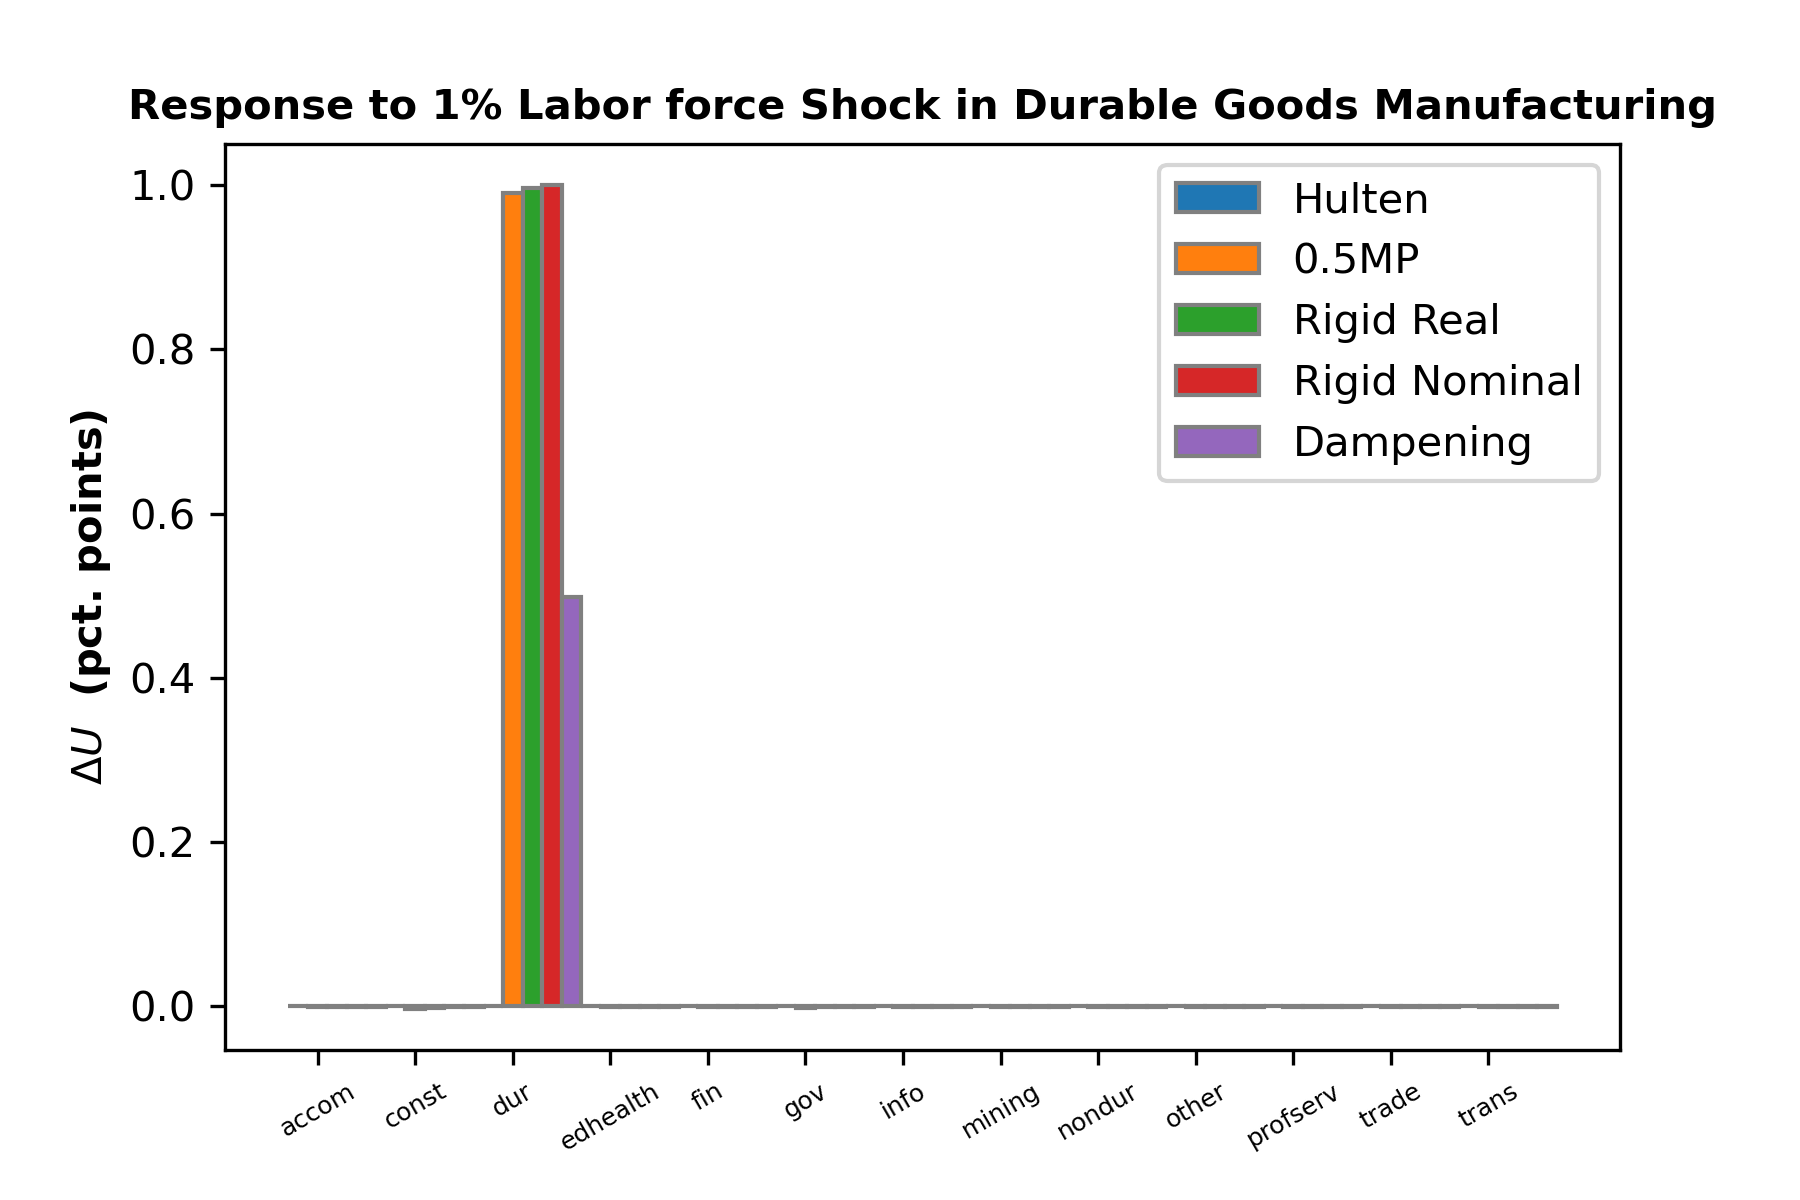 Response to 1% Labor force Shock in Durable Goods Manufacturing
Hulten
0.5MP
Rigid Real
Rigid Nominal
Dampening
ΔU (pct. points)
1.0
0.8
0.6
0.4
0.2
0.0
accom
const
dur
edhealth
fin
gov
info
mining
nondur
other
profserv
trade
trans